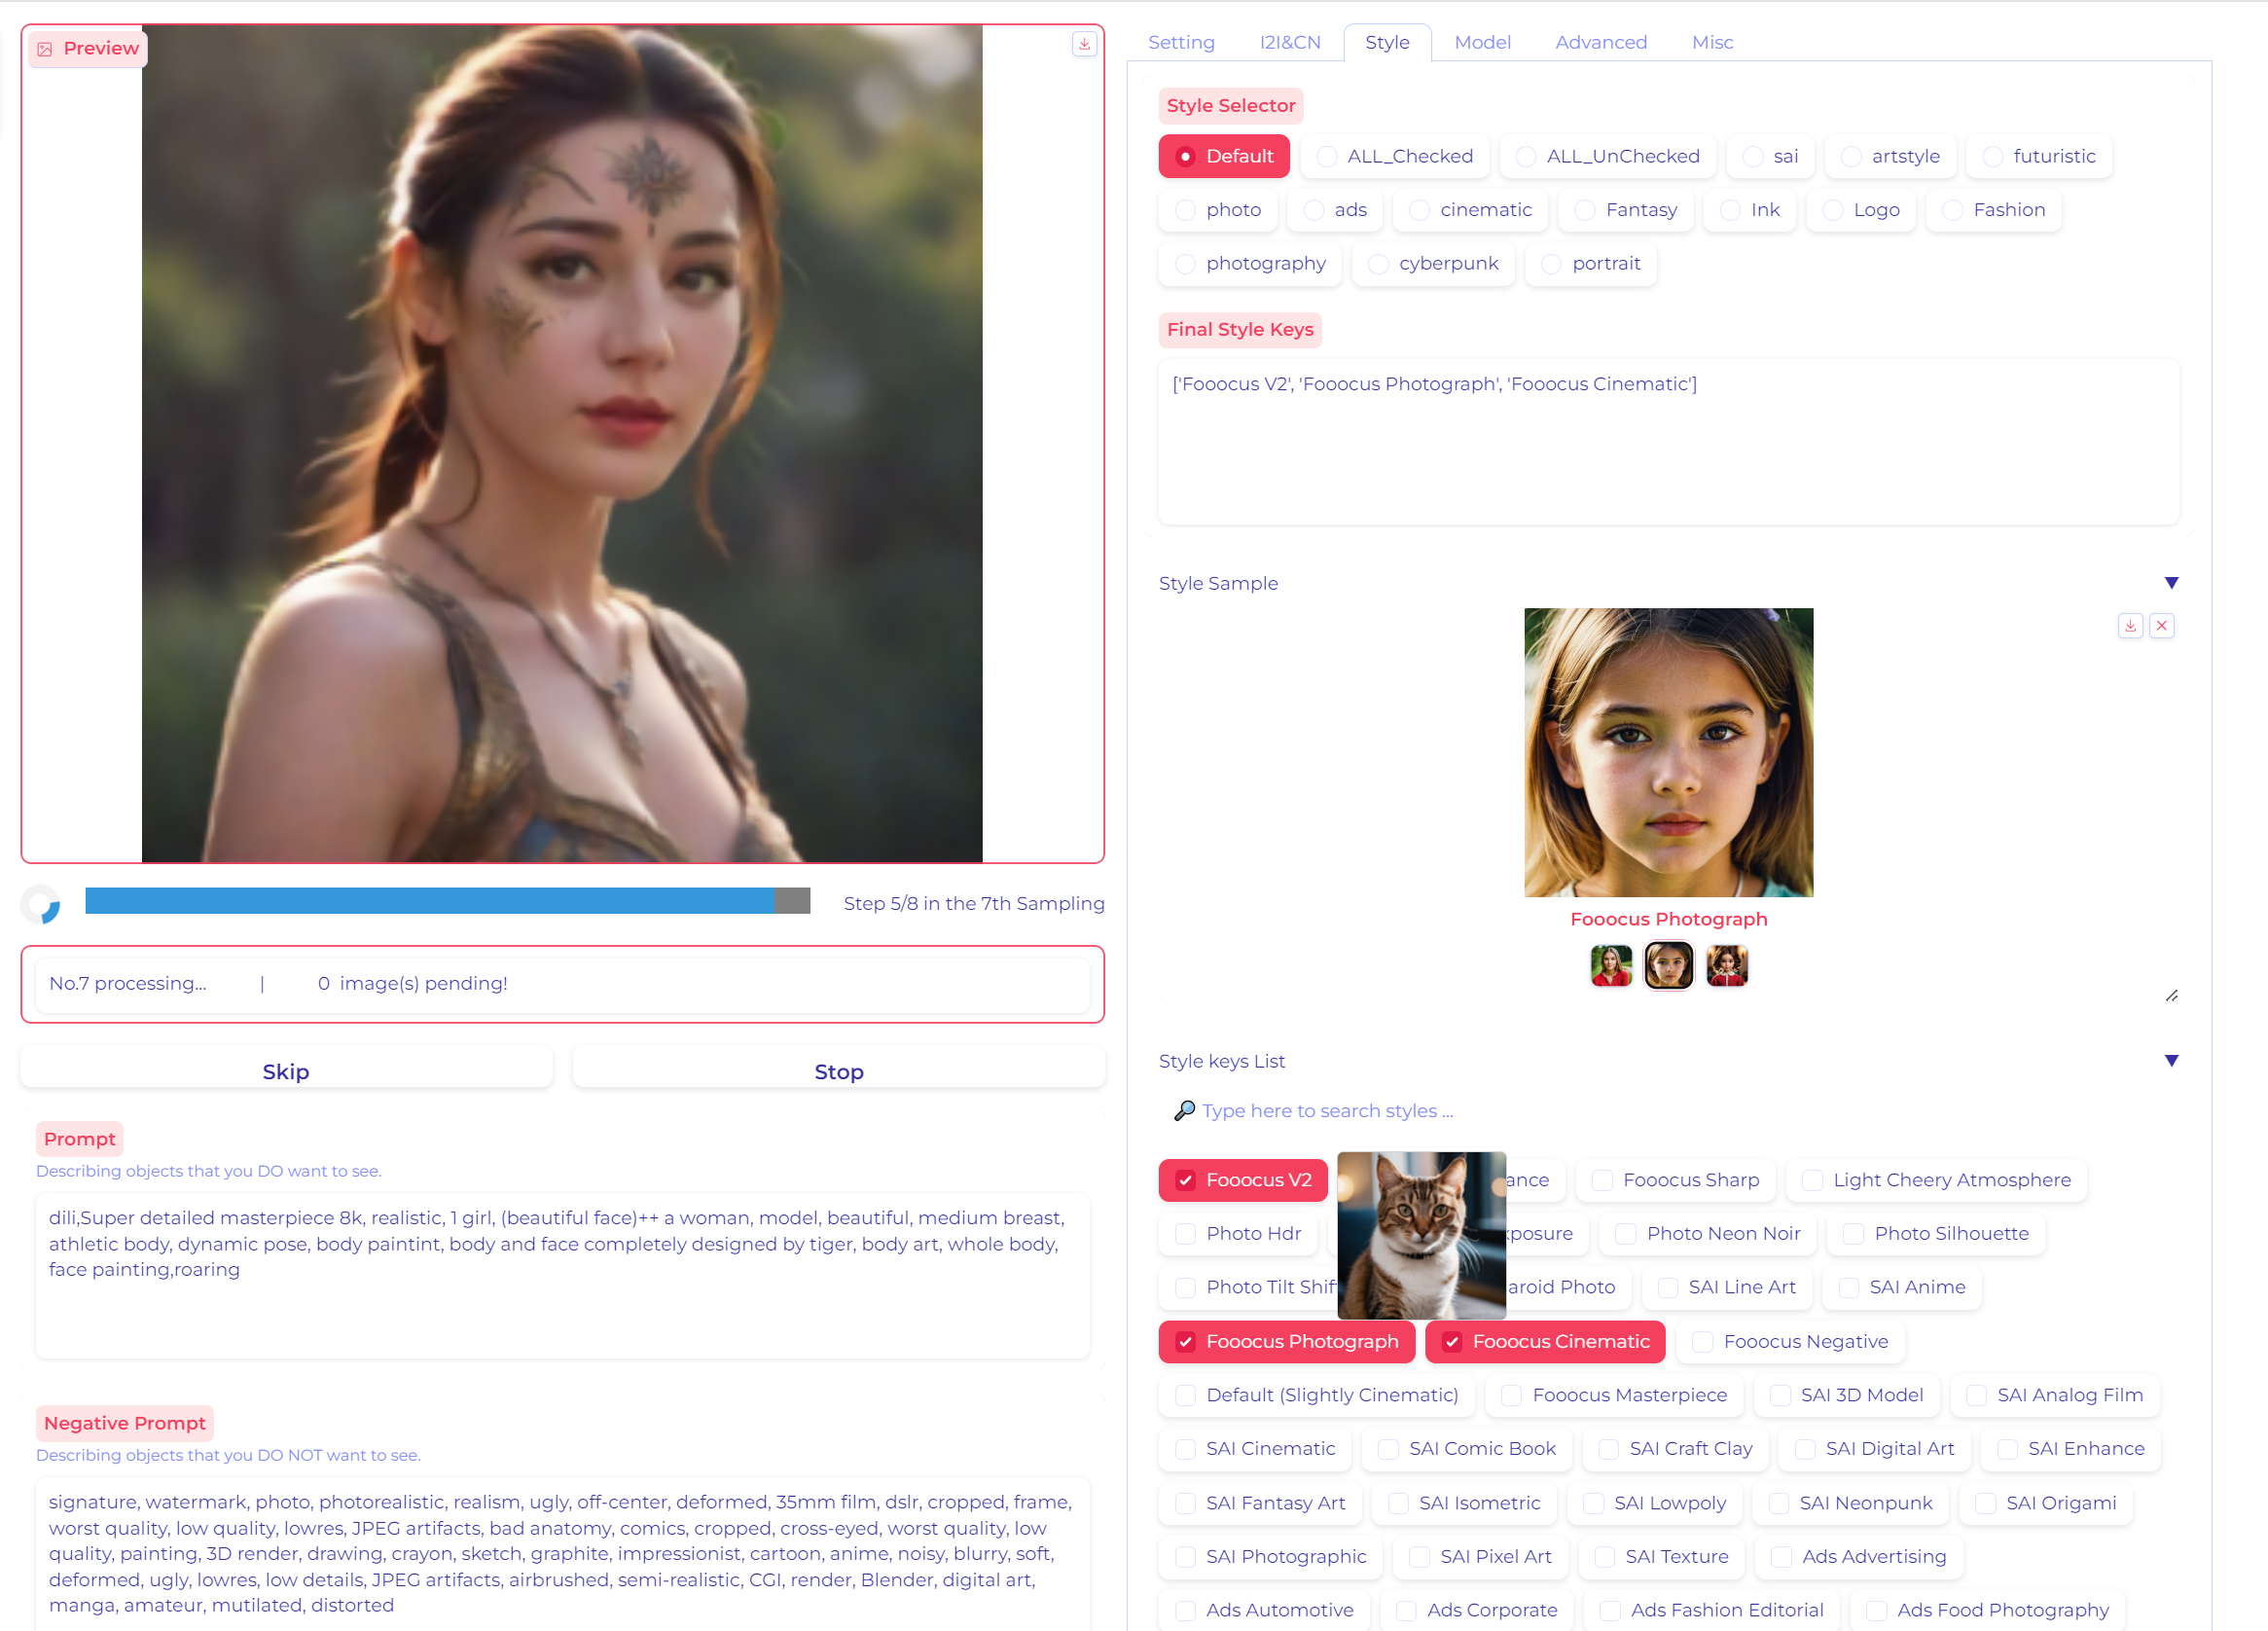 Preview
Step 5/8 in the 7th Sampling
No.7 processing... | 0 image(s) pending!
Skip
Stop
Prompt
Describing objects that you DO want to see.
dili,Super detailed masterpiece 8k, realistic, 1 girl, (beautiful face)++ a woman, model, beautiful, medium breast,
athletic body, dynamic pose, body paintint, body and face completely designed by tiger, body art, whole body,
face painting,roaring
Negative Prompt
Describing objects that you DO NOT want to see.
signature, watermark, photo, photorealistic, realism, ugly, off-center, deformed, 35mm film, dslr, cropped, frame,
worst quality, low quality, lowres, JPEG artifacts, bad anatomy, comics, cropped, cross-eyed, worst quality, low
quality, painting, 3D render, drawing, crayon, sketch, graphite, impressionist, cartoon, anime, noisy, blurry, soft,
deformed, ugly, lowres, low details, JPEG artifacts, airbrushed, semi-realistic, CGI, render, Blender, digital art,
manga, amateur, mutilated, distorted
Setting I2I&CN Style Model Advanced Misc
Style Selector
Default ALL_Checked ALL_UnChecked sai artstyle futuristic
photo ads cinematic Fantasy Ink Logo Fashion
photography cyberpunk portrait
Final Style Keys
['Fooocus V2', 'Fooocus Photograph', 'Fooocus Cinematic']
Style Sample ▼
Fooocus Photograph
Style keys List ▼
Type here to search styles ...
Fooocus V2 ance Fooocus Sharp Light Cheery Atmosphere
Photo Hdr xposure Photo Neon Noir Photo Silhouette
Photo Tilt Shif aroid Photo SAI Line Art SAI Anime
Fooocus Photograph Fooocus Cinematic Fooocus Negative
Default (Slightly Cinematic) Fooocus Masterpiece SAI 3D Model SAI Analog Film
SAI Cinematic SAI Comic Book SAI Craft Clay SAI Digital Art SAI Enhance
SAI Fantasy Art SAI Isometric SAI Lowpoly SAI Neonpunk SAI Origami
SAI Photographic SAI Pixel Art SAI Texture Ads Advertising
Ads Automotive Ads Corporate Ads Fashion Editorial Ads Food Photography